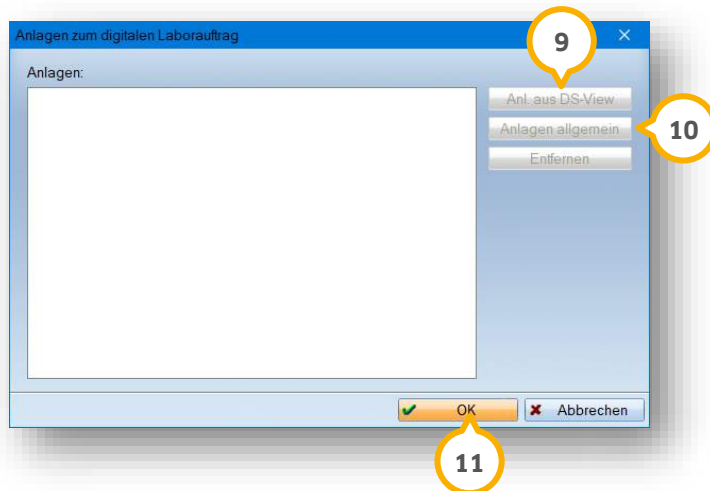 Anlagen zum digitalen Laborauftrag
9
Anlagen:
Anl. aus DS-View
Anlagen allgemein
10
Entfernen
OK
Abbrechen
11